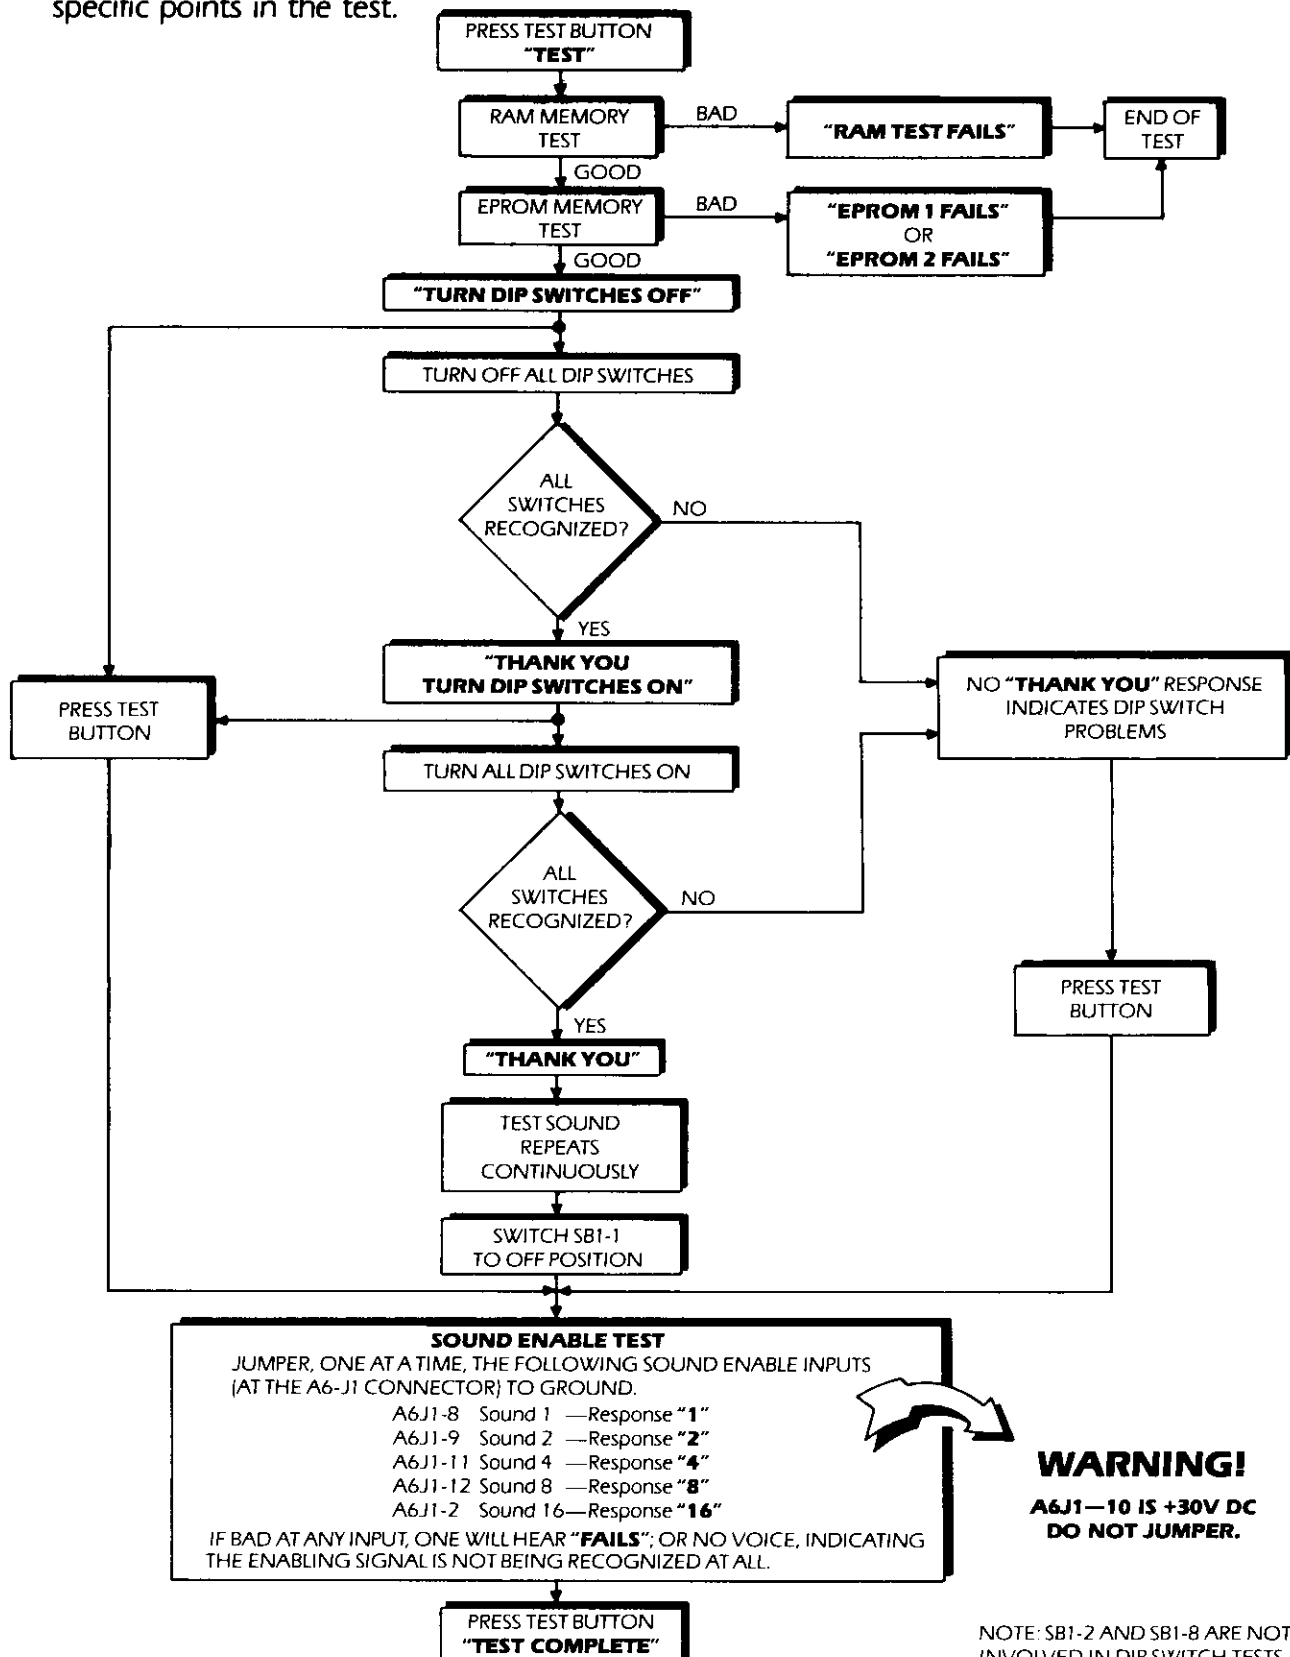 specific points in the test.
PRESS TEST BUTTON
"TEST"
RAM MEMORY
TEST
BAD
"RAM TEST FAILS"
END OF
TEST
GOOD
EPROM MEMORY
TEST
BAD
"EPROM 1 FAILS"
OR
"EPROM 2 FAILS"
GOOD
"TURN DIP SWITCHES OFF"
TURN OFF ALL DIP SWITCHES
ALL
SWITCHES
RECOGNIZED?
NO
YES
"THANK YOU
TURN DIP SWITCHES ON"
PRESS TEST
BUTTON
NO "THANK YOU" RESPONSE
INDICATES DIP SWITCH
PROBLEMS
TURN ALL DIP SWITCHES ON
ALL
SWITCHES
RECOGNIZED?
NO
PRESS TEST
BUTTON
YES
"THANK YOU"
TEST SOUND
REPEATS
CONTINUOUSLY
SWITCH SB1-1
TO OFF POSITION
SOUND ENABLE TEST
JUMPER, ONE AT A TIME, THE FOLLOWING SOUND ENABLE INPUTS
(AT THE A6-J1 CONNECTOR) TO GROUND.
A6J1-8 Sound 1 —Response "1"
A6J1-9 Sound 2 —Response "2"
A6J1-11 Sound 4 —Response "4"
A6J1-12 Sound 8 —Response "8"
A6J1-2 Sound 16—Response "16"
IF BAD AT ANY INPUT, ONE WILL HEAR "FAILS"; OR NO VOICE, INDICATING
THE ENABLING SIGNAL IS NOT BEING RECOGNIZED AT ALL.
WARNING!
A6J1—10 IS +30V DC
DO NOT JUMPER.
PRESS TEST BUTTON
"TEST COMPLETE"
NOTE: SB1-2 AND SB1-8 ARE NOT
INVOLVED IN DIP SWITCH TESTS